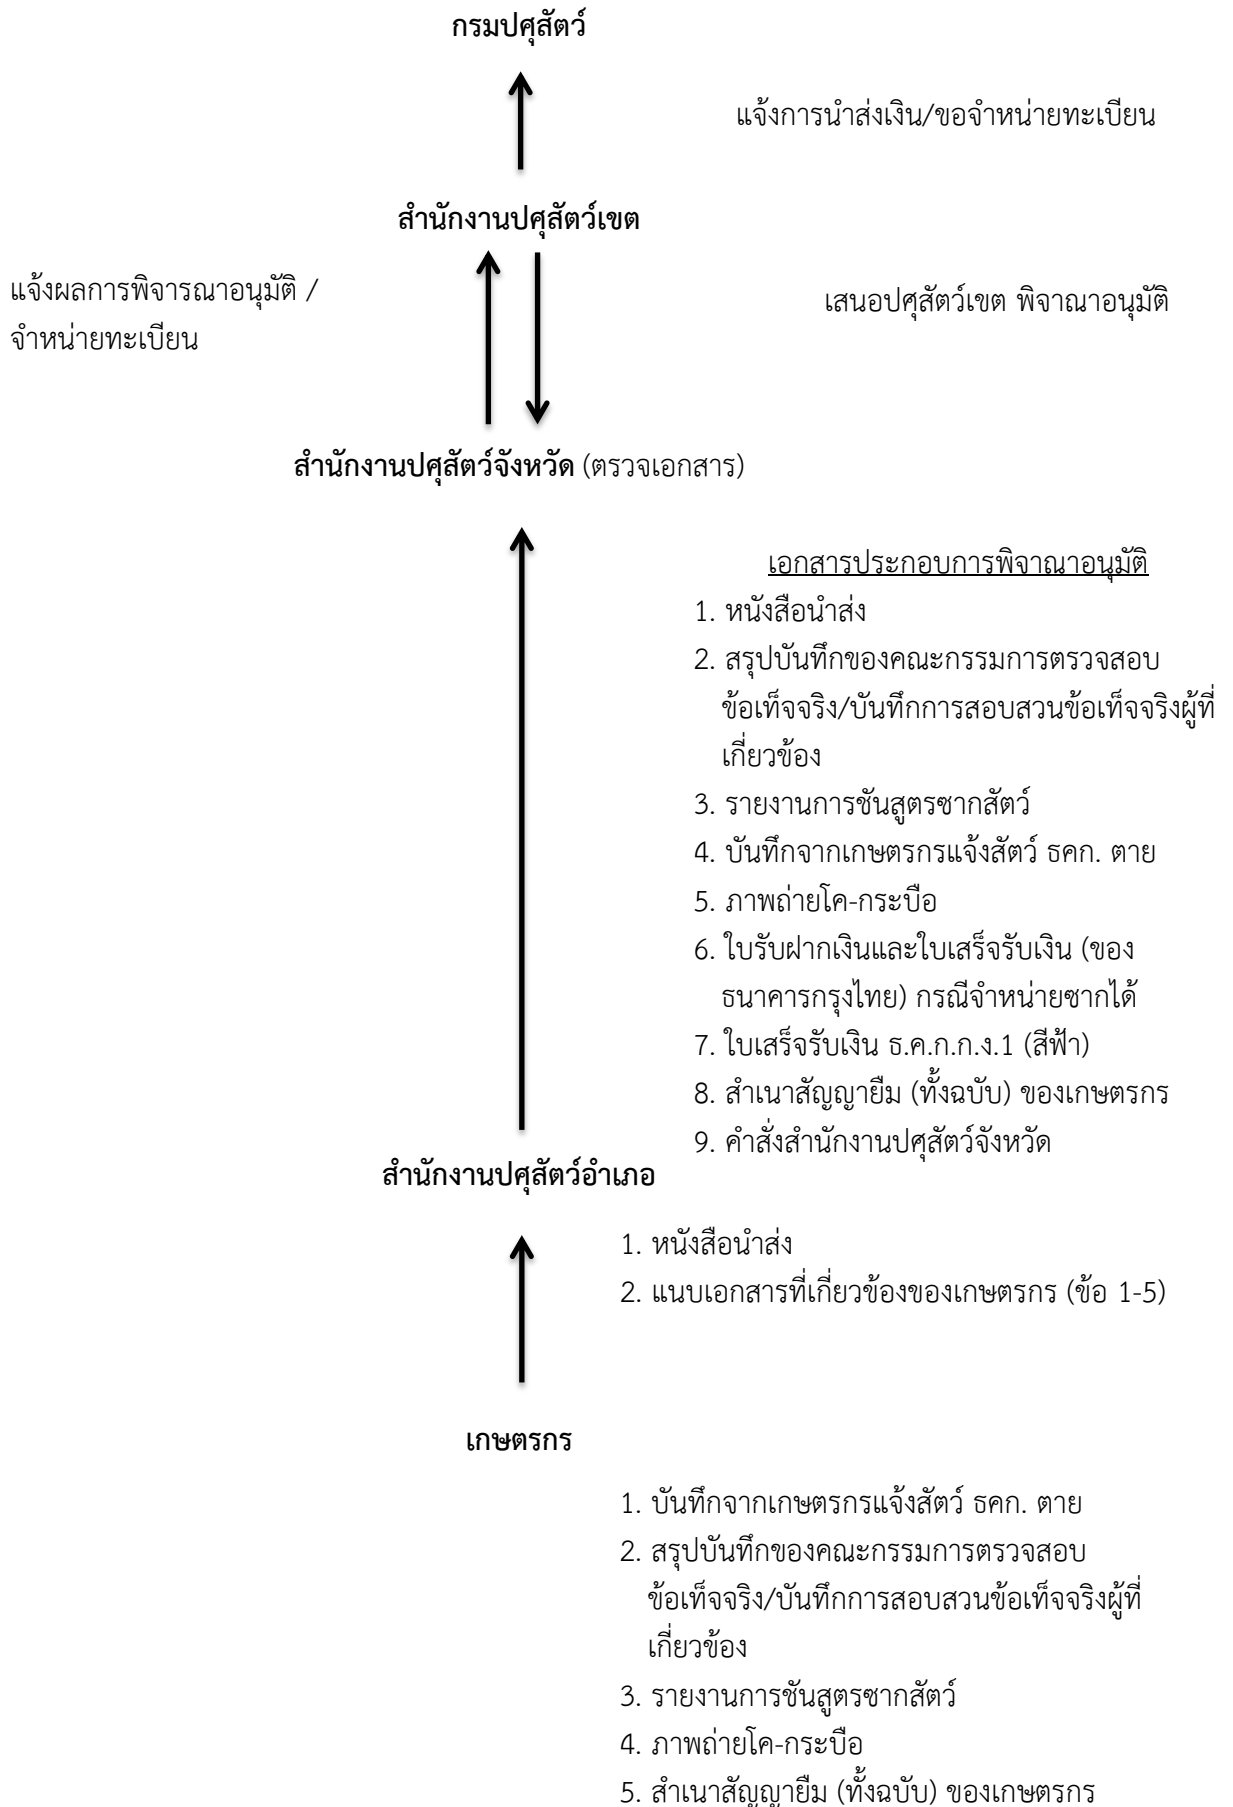 กรมปศุสัตว์
แจ้งการนำส่งเงิน/ขอจำหน่ายทะเบียน
สำนักงานปศุสัตว์เขต
แจ้งผลการพิจารณาอนุมัติ /
จำหน่ายทะเบียน
เสนอปศุสัตว์เขต พิจาณาอนุมัติ
สำนักงานปศุสัตว์จังหวัด (ตรวจเอกสาร)
เอกสารประกอบการพิจาณาอนุมัติ
1. หนังสือนำส่ง
2. สรุปบันทึกของคณะกรรมการตรวจสอบ
ข้อเท็จจริง/บันทึกการสอบสวนข้อเท็จจริงผู้ที่
เกี่ยวข้อง
3. รายงานการชันสูตรซากสัตว์
4. บันทึกจากเกษตรกรแจ้งสัตว์ ธคก. ตาย
5. ภาพถ่ายโค-กระบือ
6. ใบรับฝากเงินและใบเสร็จรับเงิน (ของ
ธนาคารกรุงไทย) กรณีจำหน่ายซากได้
7. ใบเสร็จรับเงิน ธ.ค.ก.ก.ง.1 (สีฟ้า)
8. สำเนาสัญญายืม (ทั้งฉบับ) ของเกษตรกร
9. คำสั่งสำนักงานปศุสัตว์จังหวัด
สำนักงานปศุสัตว์อำเภอ
1. หนังสือนำส่ง
2. แนบเอกสารที่เกี่ยวข้องของเกษตรกร (ข้อ 1-5)
เกษตรกร
1. บันทึกจากเกษตรกรแจ้งสัตว์ ธคก. ตาย
2. สรุปบันทึกของคณะกรรมการตรวจสอบ
ข้อเท็จจริง/บันทึกการสอบสวนข้อเท็จจริงผู้ที่
เกี่ยวข้อง
3. รายงานการชันสูตรซากสัตว์
4. ภาพถ่ายโค-กระบือ
5. สำเนาสัญญายืม (ทั้งฉบับ) ของเกษตรกร